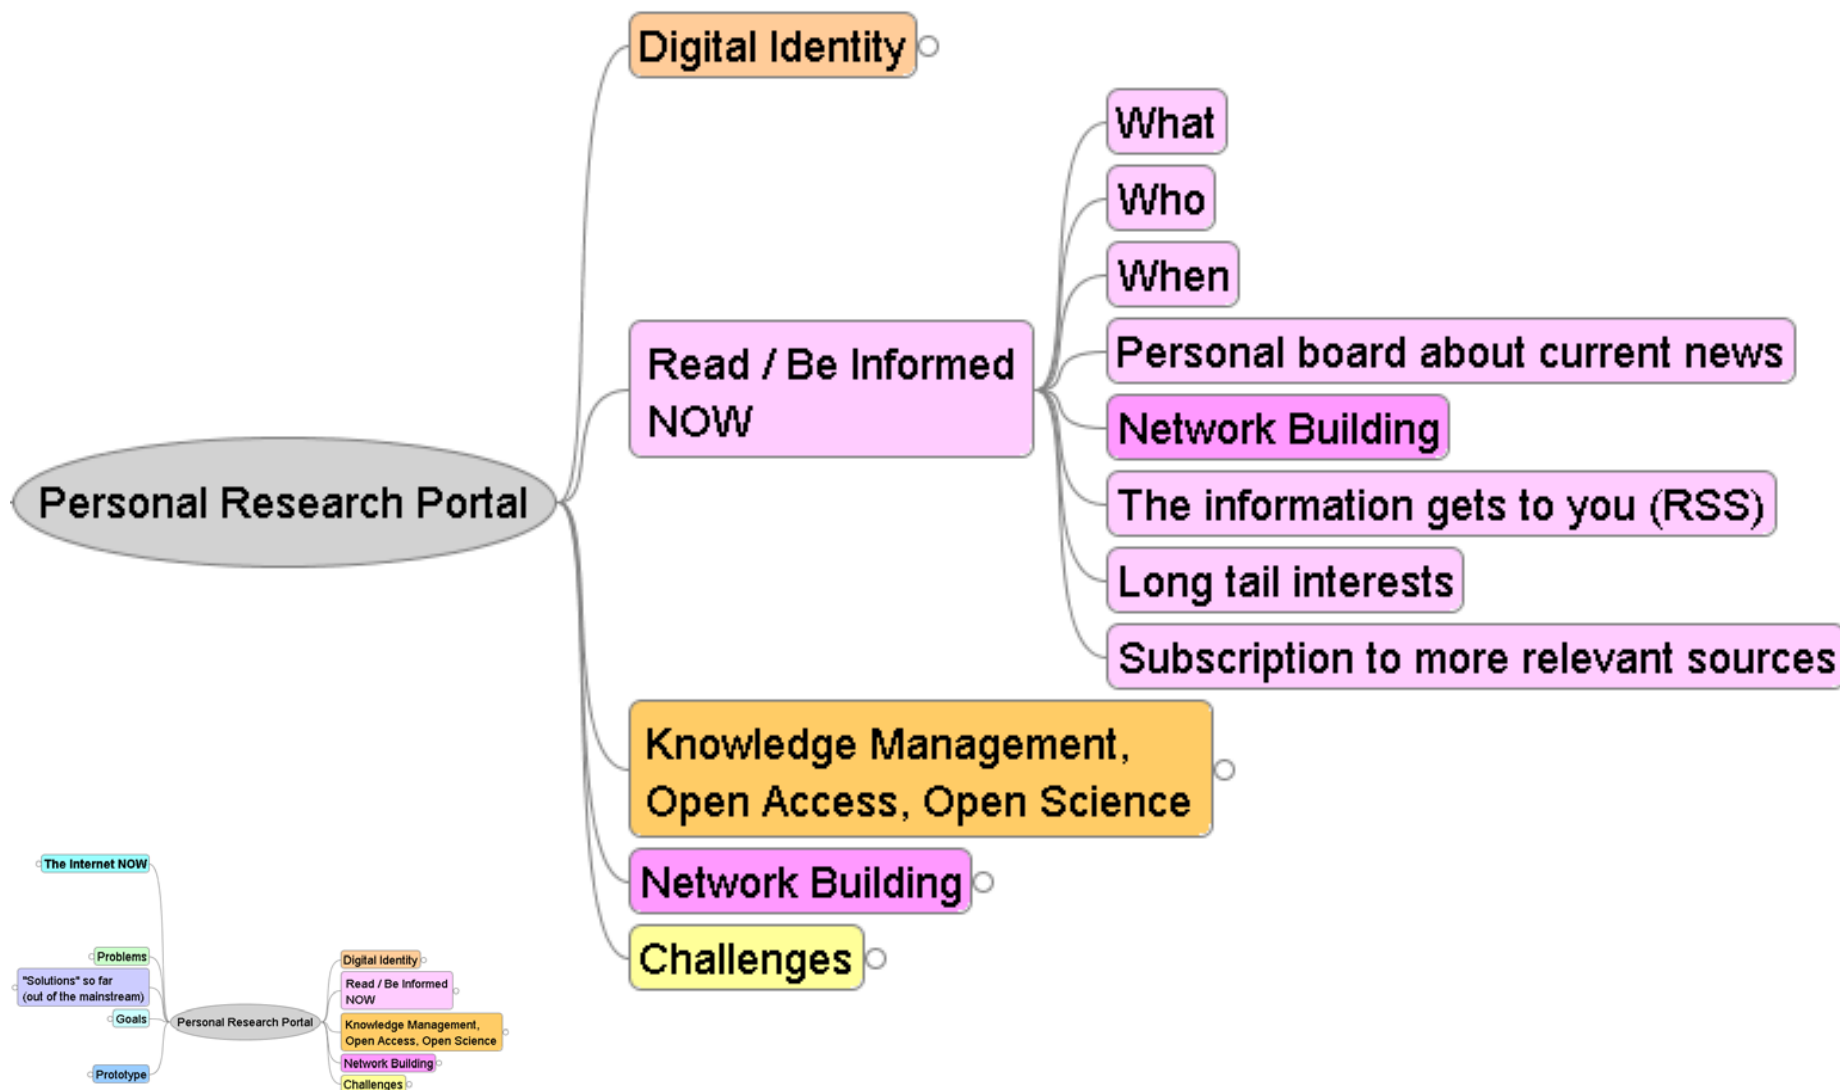 Digital Identity
What
Who
When
Read / Be Informed
NOW
Personal board about current news
Network Building
The information gets to you (RSS)
Long tail interests
Subscription to more relevant sources
Personal Research Portal
Knowledge Management,
Open Access, Open Science
Network Building
Challenges
The Internet NOW
Problems
"Solutions" so far
(out of the mainstream)
Goals
Prototype
Personal Research Portal
Digital Identity
Read / Be Informed
NOW
Knowledge Management,
Open Access, Open Science
Network Building
Challenges